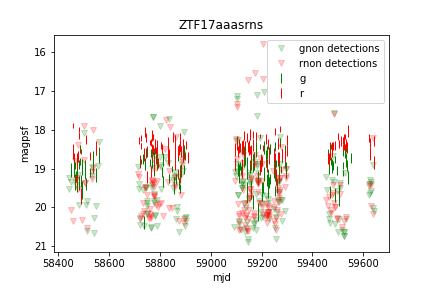 ZTF17aaasrns
gnon detections
rnon detections
g
r
magpsf
16
17
18
19
20
21
58400 58600 58800 59000 59200 59400 59600
mjd